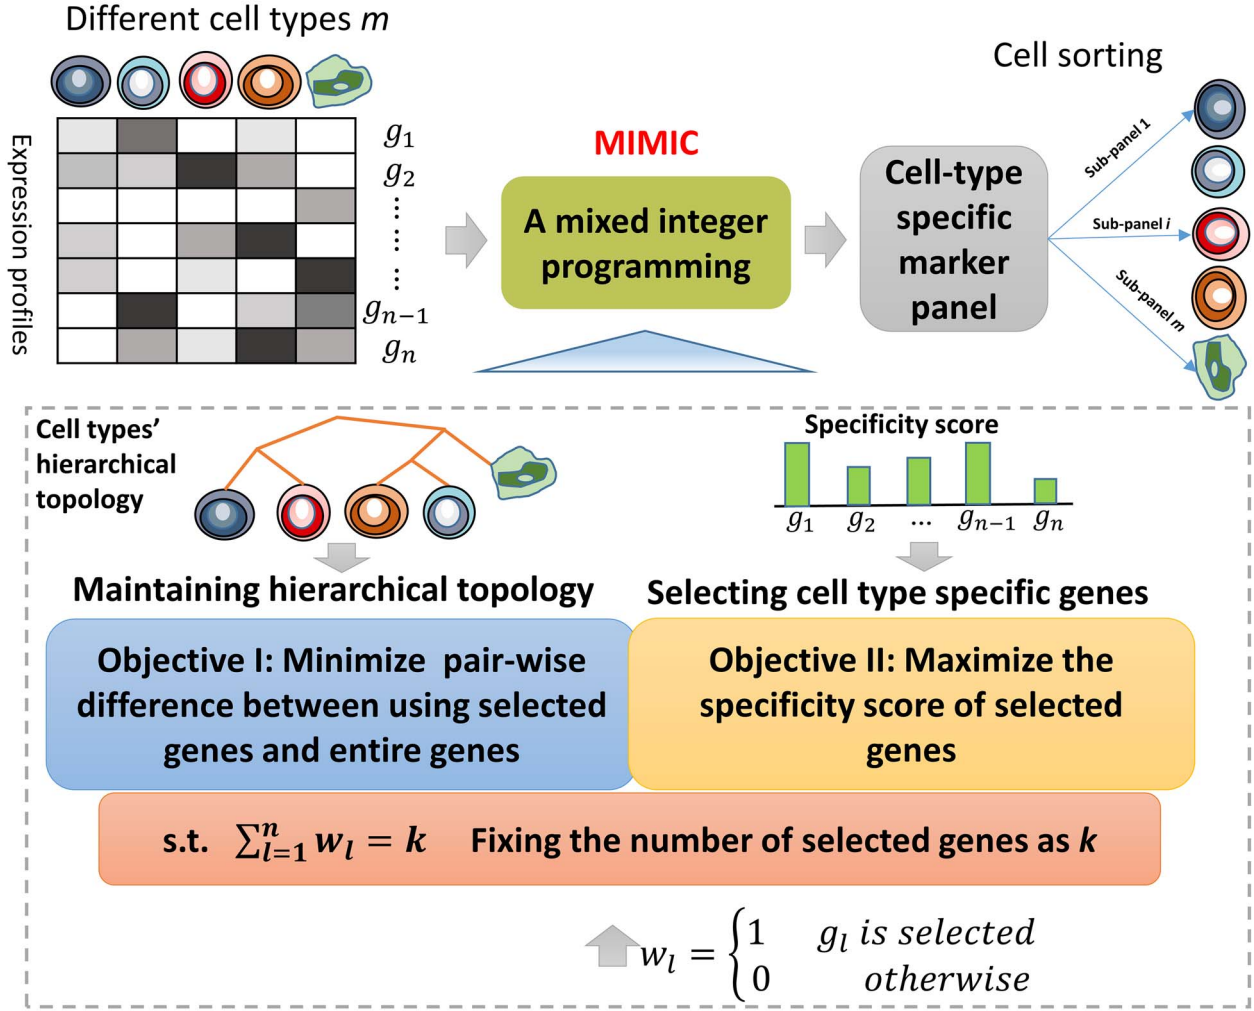 Different cell types m
Expression profiles
g₁
g₂
⋮
⋮
⋮
gₙ₋₁
gₙ
MIMIC
A mixed integer
programming
Cell-type
specific
marker
panel
Cell sorting
Sub-panel 1
Sub-panel i
Sub-panel m
Cell types’
hierarchical
topology
Specificity score
g₁ g₂ ... gₙ₋₁ gₙ
Maintaining hierarchical topology
Selecting cell type specific genes
Objective I: Minimize pair-wise
difference between using selected
genes and entire genes
Objective II: Maximize the
specificity score of selected
genes
s.t. ∑ₗ₌₁ⁿ wₗ = k Fixing the number of selected genes as k
wₗ = {1 gₗ is selected
0 otherwise